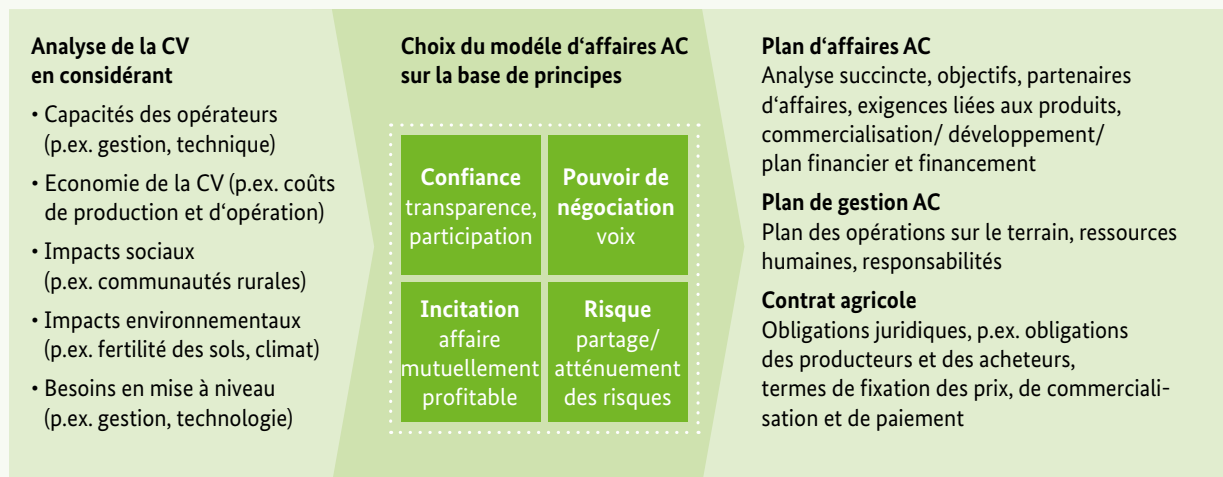 Analyse de la CV
en considérant
• Capacités des opérateurs
(p.ex. gestion, technique)
• Economie de la CV (p.ex. coûts
de production et d‘opération)
• Impacts sociaux
(p.ex. communautés rurales)
• Impacts environnementaux
(p.ex. fertilité des sols, climat)
• Besoins en mise à niveau
(p.ex. gestion, technologie)
Choix du modéle d‘affaires AC
sur la base de principes
Confiance
transparence,
participation
Pouvoir de
négociation
voix
Incitation
affaire
mutuellement
profitable
Risque
partage/
atténuement
des risques
Plan d‘affaires AC
Analyse succincte, objectifs, partenaires
d‘affaires, exigences liées aux produits,
commercialisation/ développement/
plan financier et financement
Plan de gestion AC
Plan des opérations sur le terrain, ressources
humaines, responsabilités
Contrat agricole
Obligations juridiques, p.ex. obligations
des producteurs et des acheteurs,
termes de fixation des prix, de commerciali-
sation et de paiement